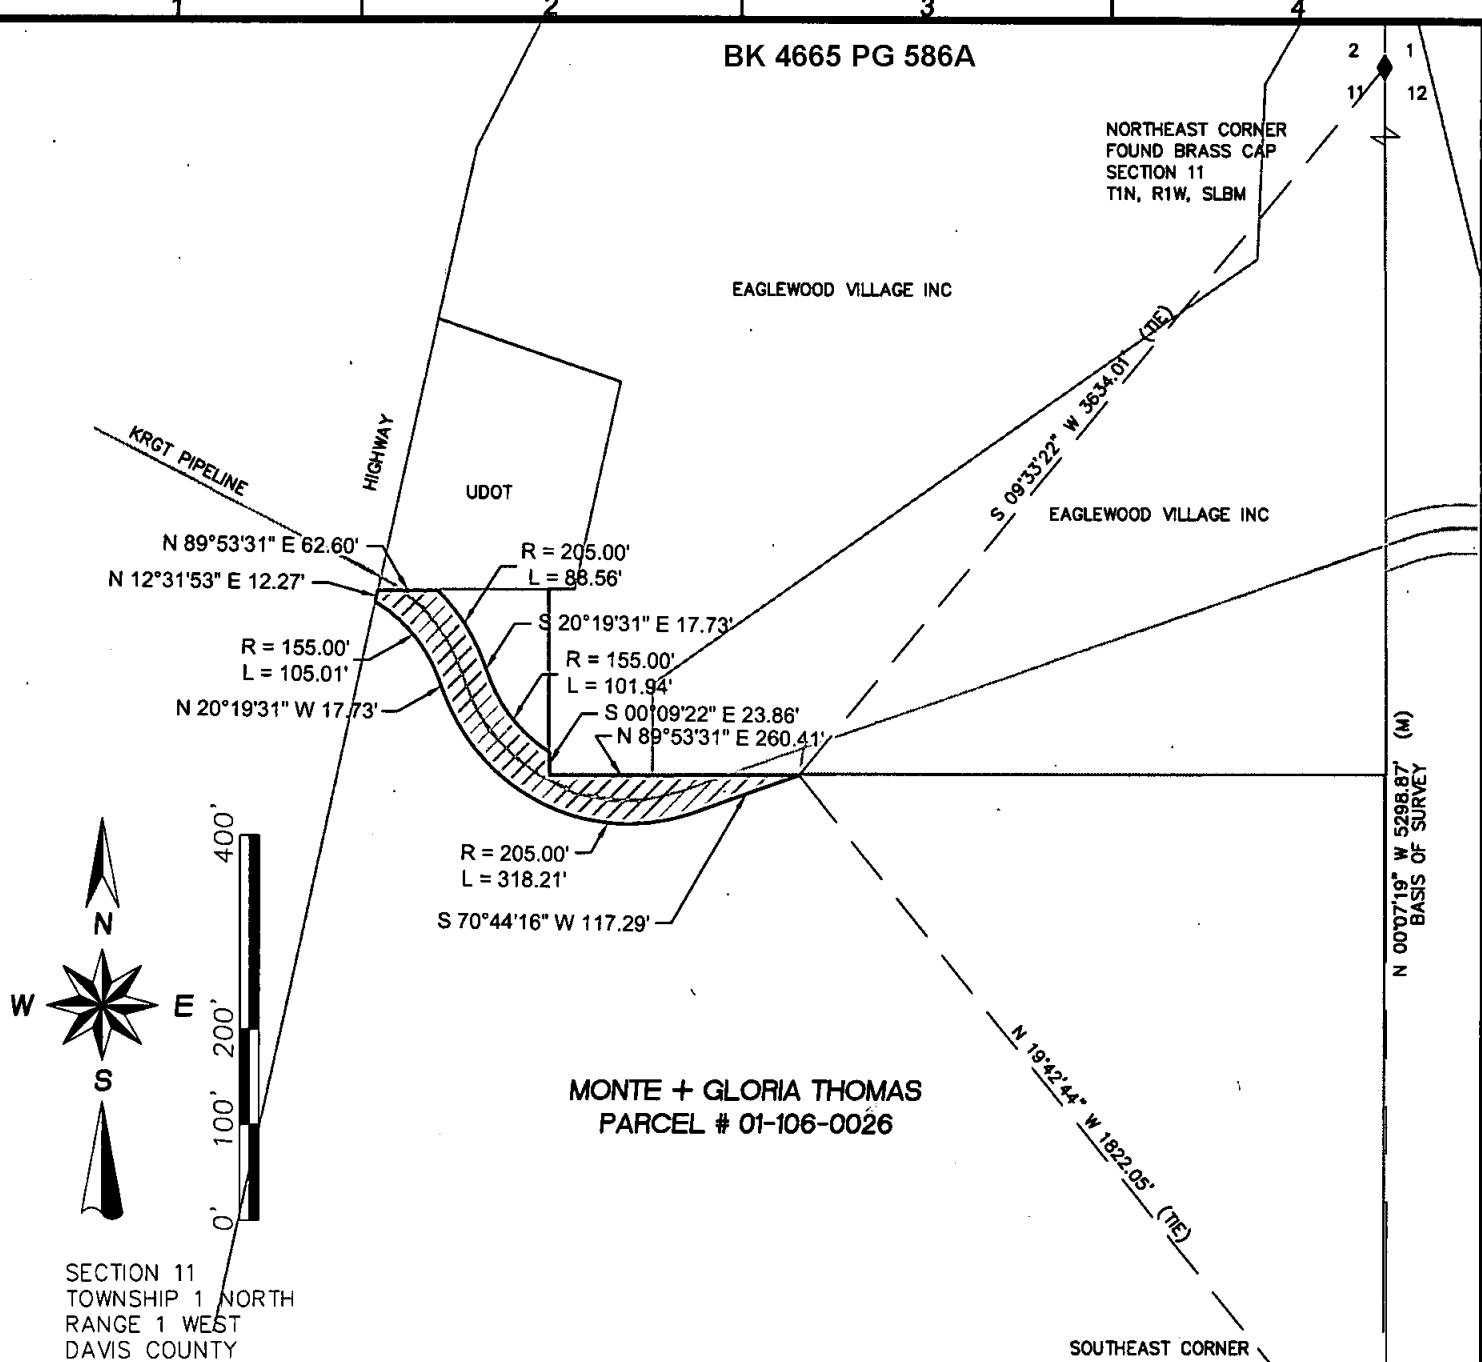 1 2 3 4
BK 4665 PG 586A
2 1
11 12
NORTHEAST CORNER
FOUND BRASS CAP
SECTION 11
T1N, R1W, SLBM
EAGLEWOOD VILLAGE INC
S 09°33'22" W 3634.01' (TIE)
HIGHWAY
KRGT PIPELINE
UDOT
EAGLEWOOD VILLAGE INC
N 89°53'31" E 62.60'
R = 205.00'
L = 88.56'
N 12°31'53" E 12.27'
S 20°19'31" E 17.73'
R = 155.00'
L = 105.01'
R = 155.00'
L = 101.94'
N 20°19'31" W 17.73'
S 00°09'22" E 23.86'
N 89°53'31" E 260.41'
N 00°07'19" W 5298.87' (M)
BASIS OF SURVEY
R = 205.00'
L = 318.21'
S 70°44'16" W 117.29'
400'
200'
100'
0'
N
W E
S
N 19°42'44" W 1822.05' (TIE)
MONTE + GLORIA THOMAS
PARCEL # 01-106-0026
SECTION 11
TOWNSHIP 1 NORTH
RANGE 1 WEST
DAVIS COUNTY
SOUTHEAST CORNER